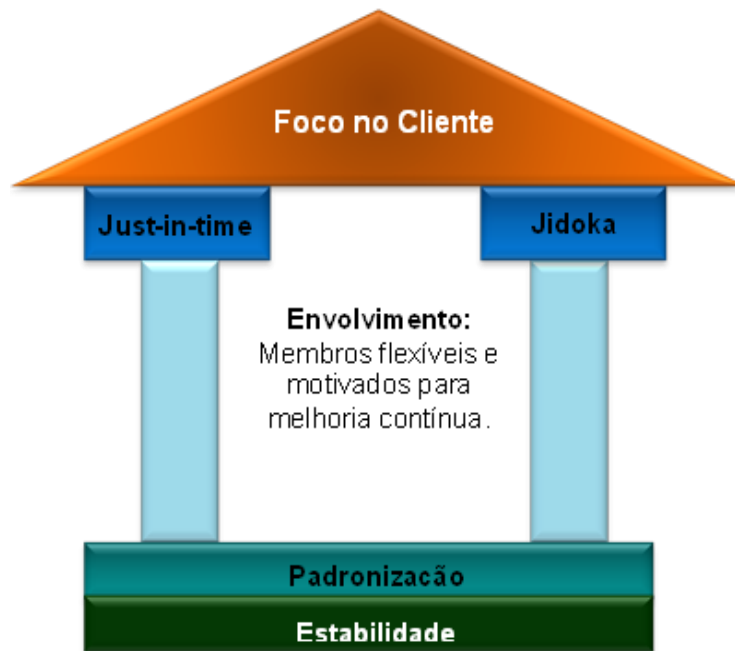 Foco no Cliente
Just-in-time
Jidoka
Envolvimento:
Membros flexíveis e
motivados para
melhoria contínua.
Padronização
Estabilidade